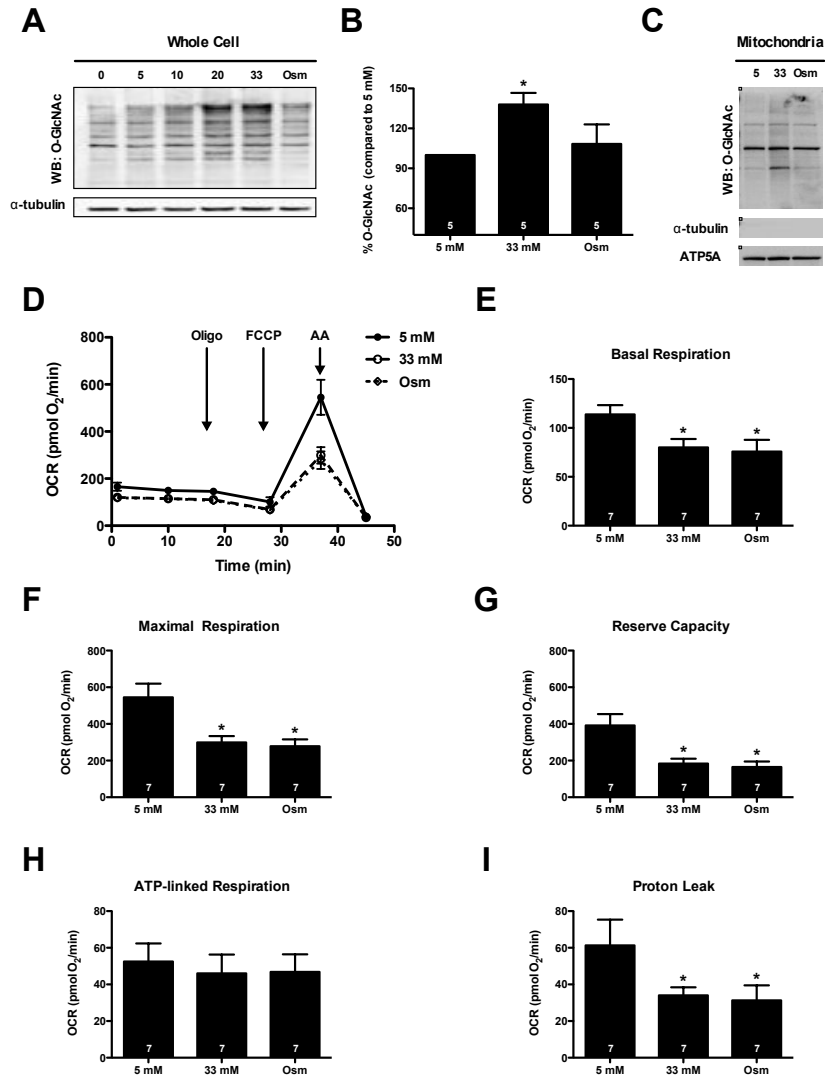 A
Whole Cell
0 5 10 20 33 Osm
WB: O-GlcNAc
α-tubulin
B
% O-GlcNAc (compared to 5 mM)
150
120
90
60
5 5 5
5 mM 33 mM Osm
*
C
Mitochondria
5 33 Osm
WB: O-GlcNAc
α-tubulin
ATP5A
D
OCR (pmol O₂/min)
800
600
400
200
0
0 10 20 30 40 50
Time (min)
Oligo FCCP AA
5 mM
33 mM
Osm
E
Basal Respiration
OCR (pmol O₂/min)
150
100
50
0
* *
7 7 7
5 mM 33 mM Osm
F
Maximal Respiration
OCR (pmol O₂/min)
800
600
400
200
0
* *
7 7 7
5 mM 33 mM Osm
G
Reserve Capacity
OCR (pmol O₂/min)
800
600
400
200
0
* *
7 7 7
5 mM 33 mM Osm
H
ATP-linked Respiration
OCR (pmol O₂/min)
80
60
40
20
0
7 7 7
5 mM 33 mM Osm
I
Proton Leak
OCR (pmol O₂/min)
80
60
40
20
0
* *
7 7 7
5 mM 33 mM Osm